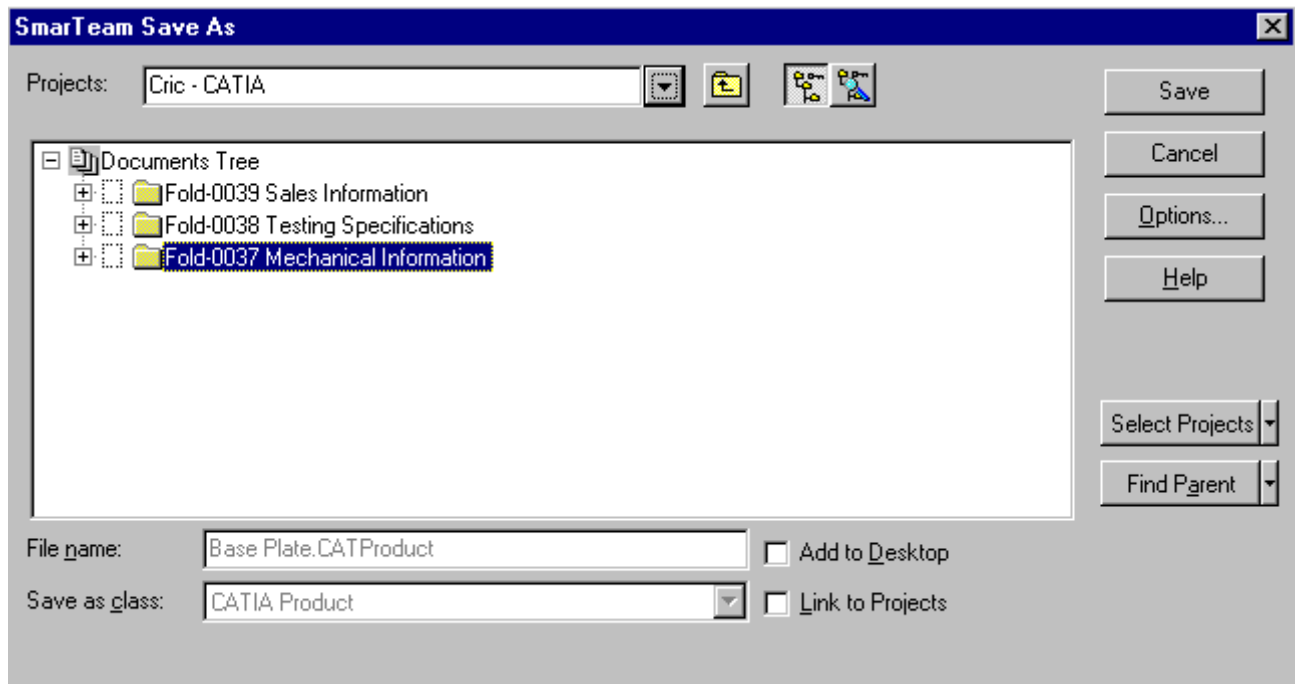 SmarTeam Save As
Projects: Cric - CATIA
Save
Documents Tree
Cancel
Fold-0039 Sales Information
Fold-0038 Testing Specifications
Options...
Fold-0037 Mechanical Information
Help
Select Projects
Find Parent
File name: Base Plate.CATProduct Add to Desktop
Save as class: CATIA Product Link to Projects